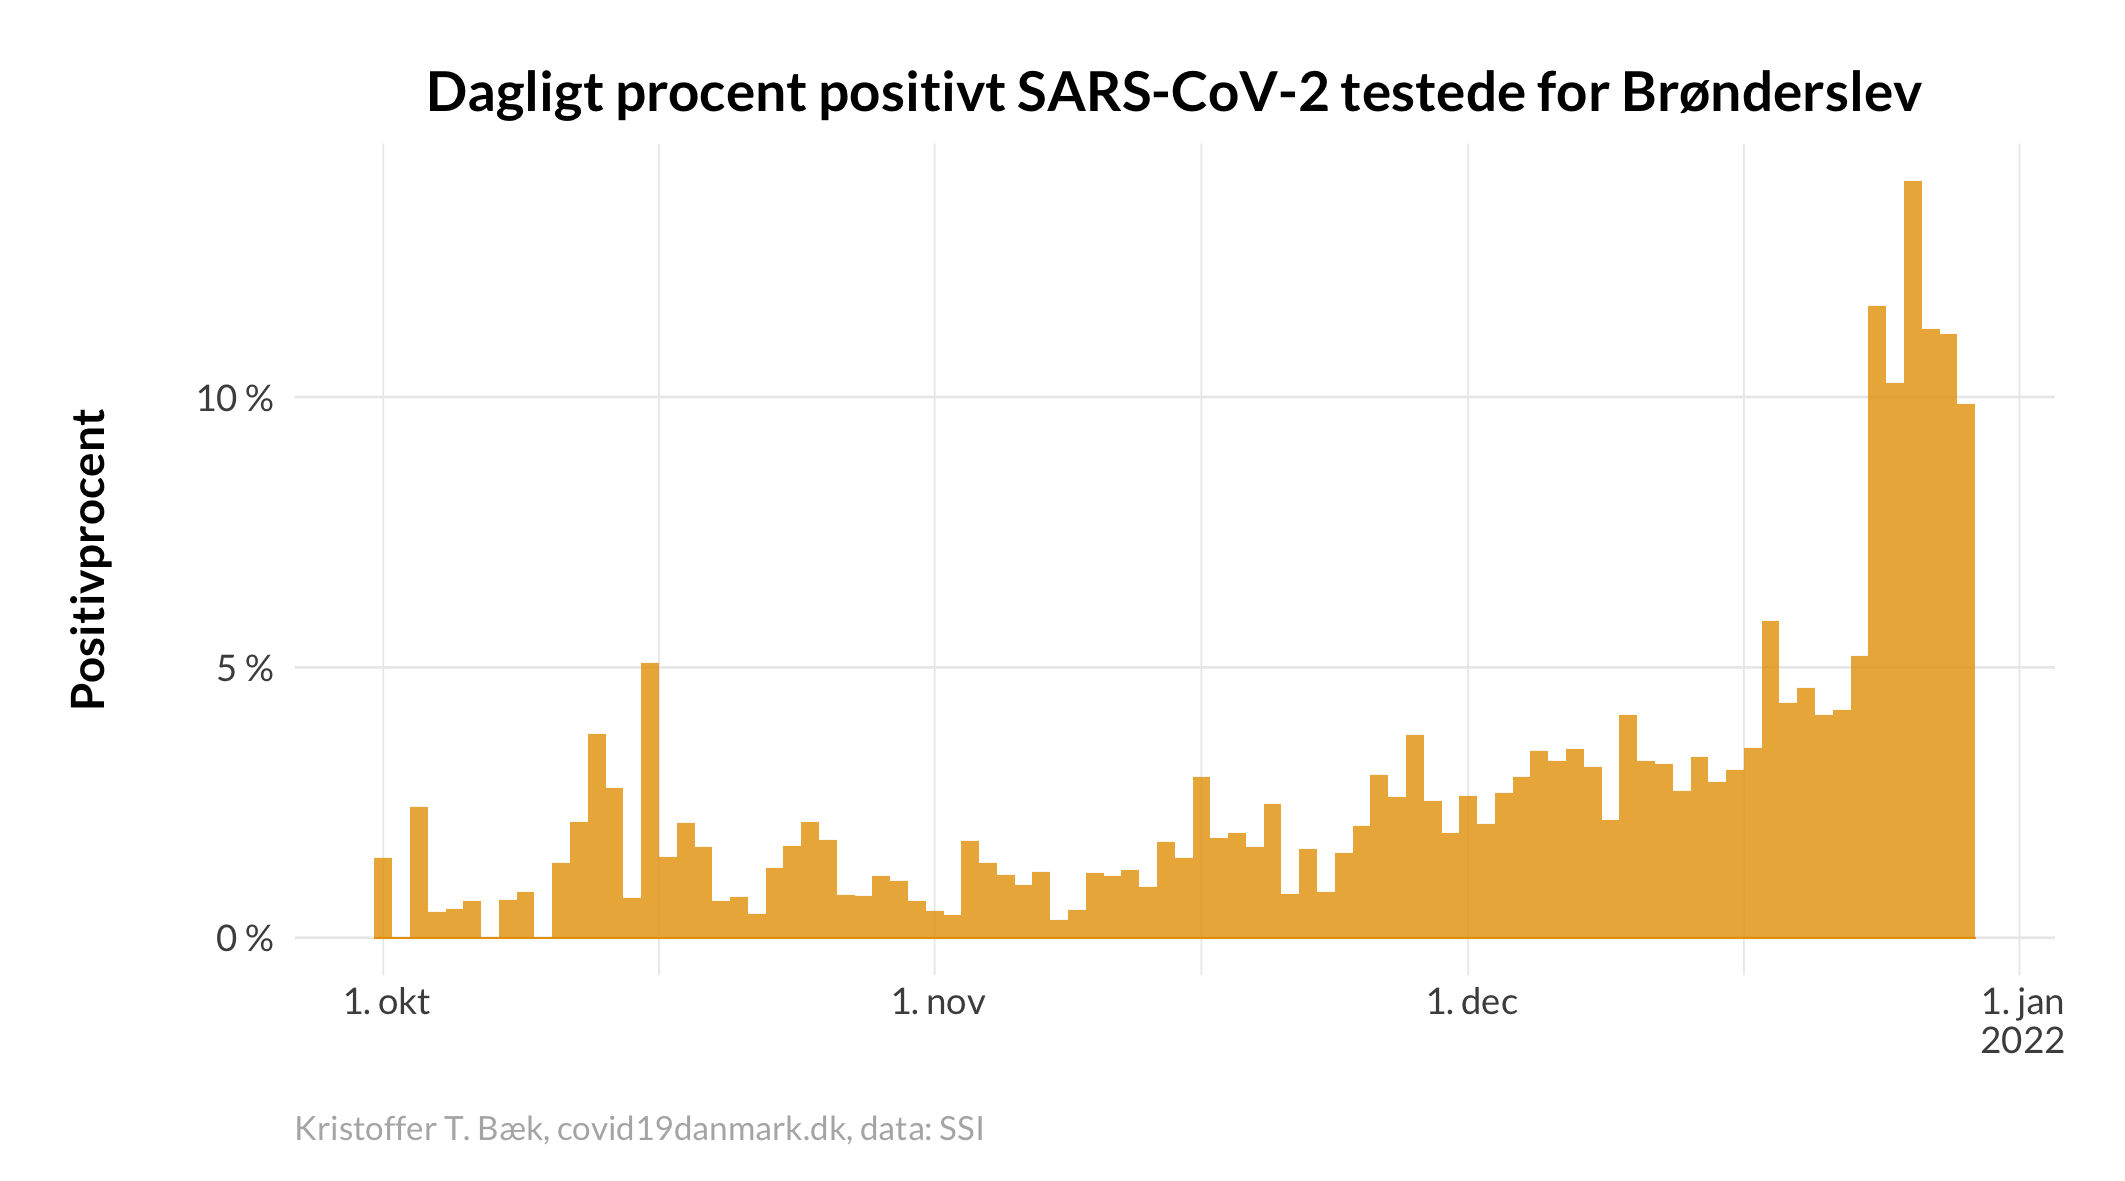 Dagligt procent positivt SARS-CoV-2 testede for Brønderslev
Positivprocent
10 %
5 %
0 %
1. okt
1. nov
1. dec
1. jan
2022
Kristoffer T. Bæk, covid19danmark.dk, data: SSI